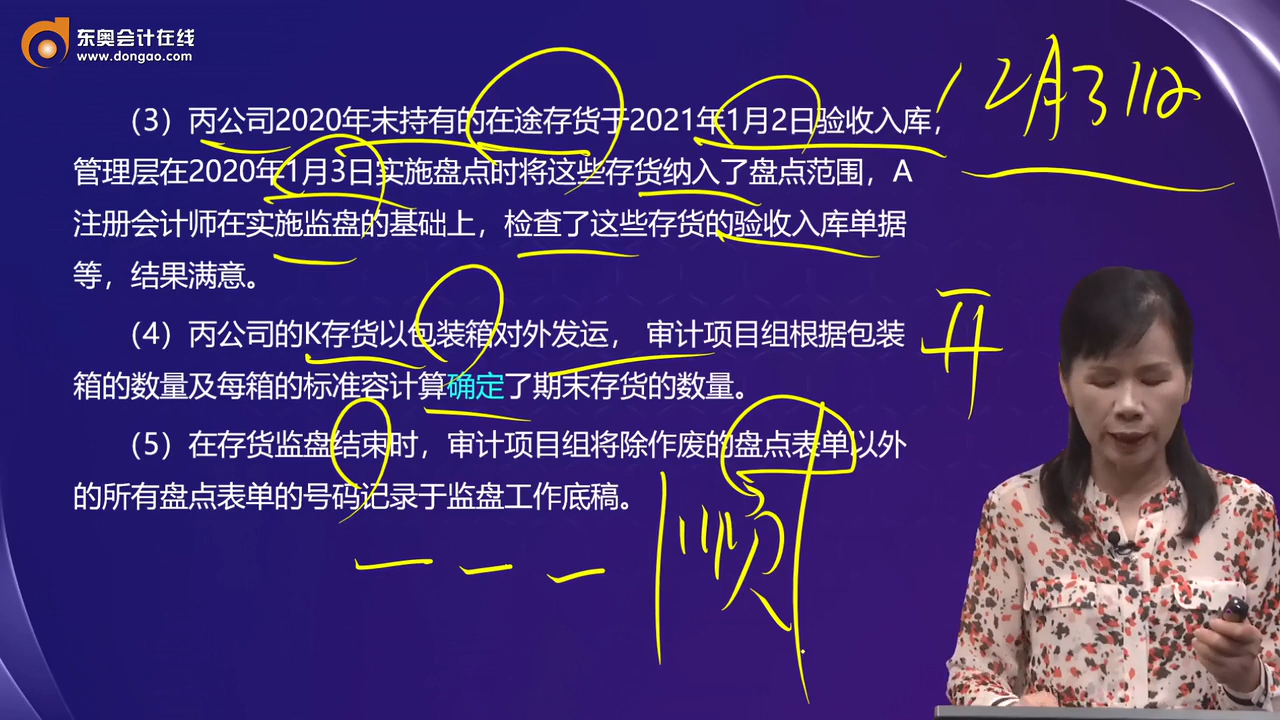 东奥会计在线
www.dongao.com
12月31日
（3）丙公司2020年末持有的在途存货于2021年1月2日验收入库，
管理层在2020年1月3日实施盘点时将这些存货纳入了盘点范围，A
注册会计师在实施监盘的基础上，检查了这些存货的验收入库单据
等，结果满意。
（4）丙公司的K存货以包装箱对外发运， 审计项目组根据包装
开
箱的数量及每箱的标准容计算确定了期末存货的数量。
（5）在存货监盘结束时，审计项目组将除作废的盘点表单以外
的所有盘点表单的号码记录于监盘工作底稿。
顺